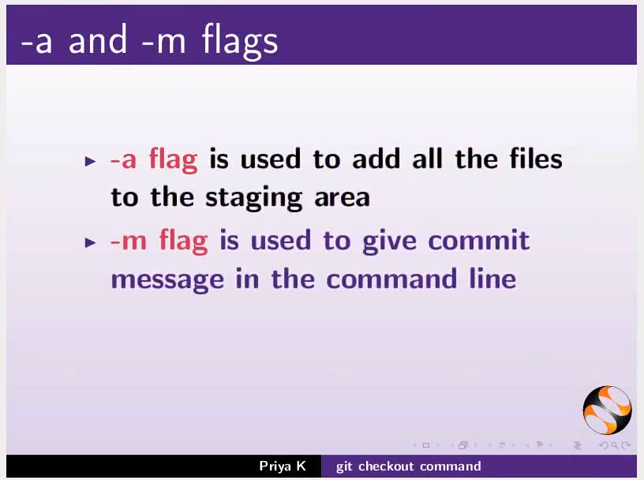 -a and -m flags
-a flag is used to add all the files
to the staging area
-m flag is used to give commit
message in the command line
Priya K
git checkout command